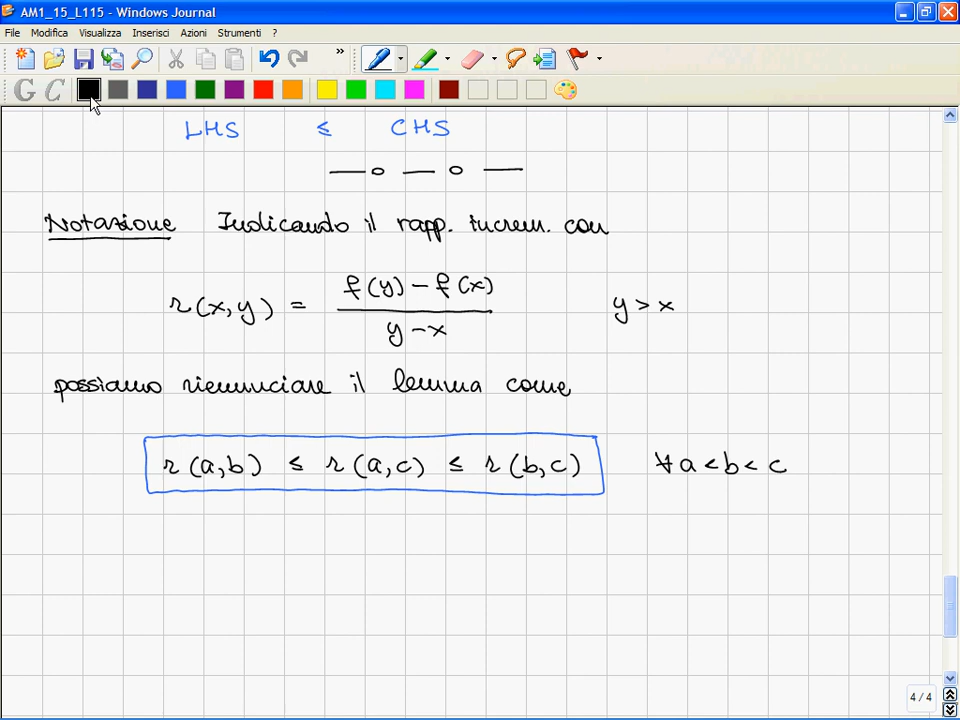 AM1_15_L115 - Windows Journal
File Modifica Visualizza Inserisci Azioni Strumenti ?
»
G C
LHS ≤ CHS
Notazione Indicando il rapp. increm. con
r(x,y) = f(y) - f(x) / y - x y > x
possiamo rienunciare il lemma come
r(a,b) ≤ r(a,c) ≤ r(b,c) ∀ a < b < c
4 / 4